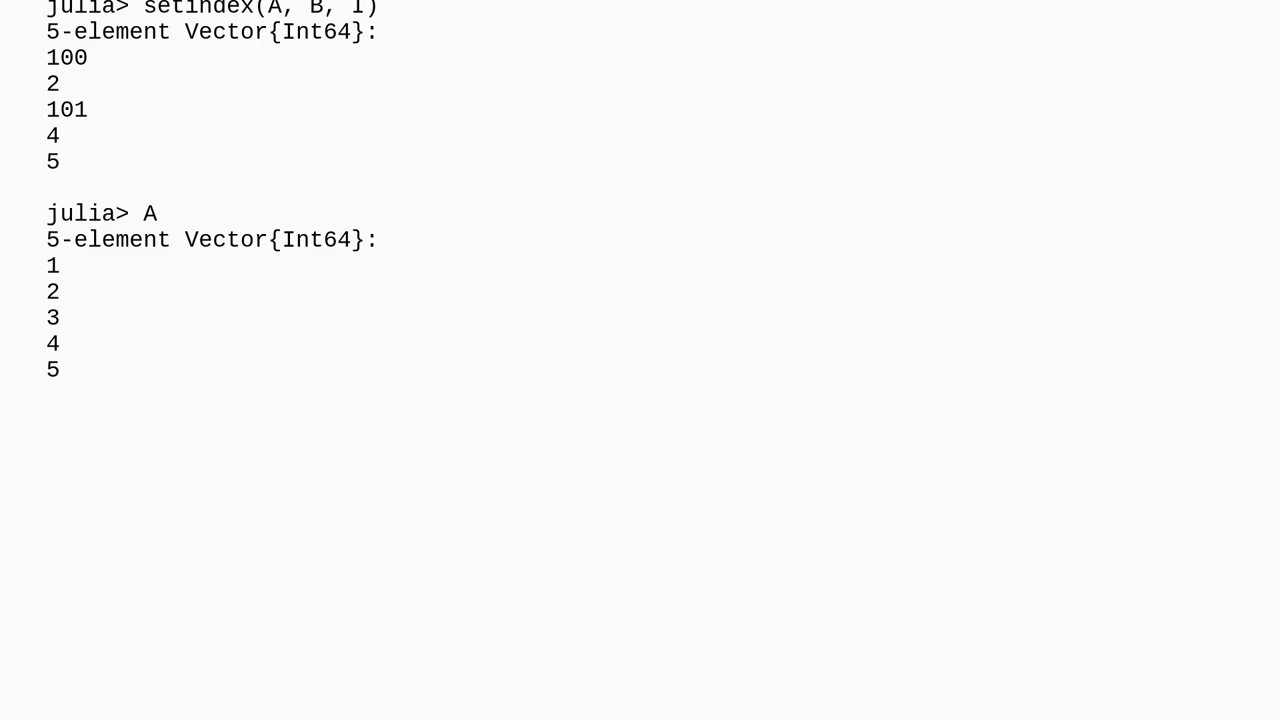 julia> setindex(A, B, I)
5-element Vector{Int64}:
100
2
101
4
5
julia> A
5-element Vector{Int64}:
1
2
3
4
5